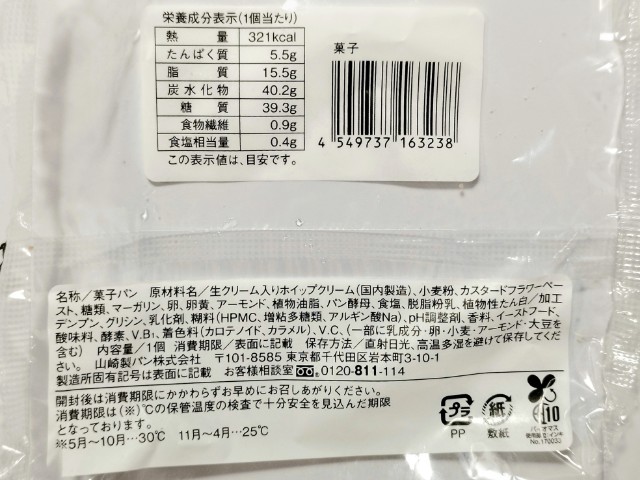 栄養成分表示(1個当たり)
熱量 321kcal
たんぱく質 5.5g
脂質 15.5g
炭水化物 40.2g
糖質 39.3g
食物繊維 0.9g
食塩相当量 0.4g
この表示値は、目安です。
菓子
4 549737 163238
名称/菓子パン 原材料名/生クリーム入りホイップクリーム(国内製造)、小麦粉、カスタードフラワーペー
スト、糖類、マーガリン、卵、卵黄、アーモンド、植物油脂、パン酵母、食塩、脱脂粉乳、植物性たん白/加工
デンプン、グリシン、乳化剤、糊料(HPMC、増粘多糖類、アルギン酸Na)、pH調整剤、香料、イーストフード、
酸味料、酵素、V.B₁、着色料(カロテノイド、カラメル)、V.C、(一部に乳成分・卵・小麦・アーモンド・大豆を
含む) 内容量/1個 消費期限/表面に記載 保存方法/直射日光、高温多湿を避けて保存してくだ
さい。 山崎製パン株式会社 〒101-8585 東京都千代田区岩本町3-10-1
製造所固有記号は表面に記載 お客様相談室 0120-811-114
開封後は消費期限にかかわらずお早めにお召しあがりください。
消費期限は(※)℃の保管温度の検査で十分安全を見込んだ期限
となっております。
※5月~10月…30℃ 11月~4月…25℃
プラ
PP
紙
敷紙
10
バイオマス
No.170032